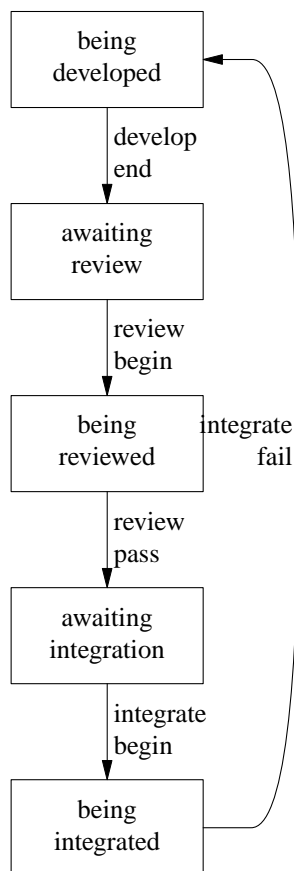 being
developed
develop
end
awaiting
review
review
begin
being
reviewed
integrate
fail
review
pass
awaiting
integration
integrate
begin
being
integrated